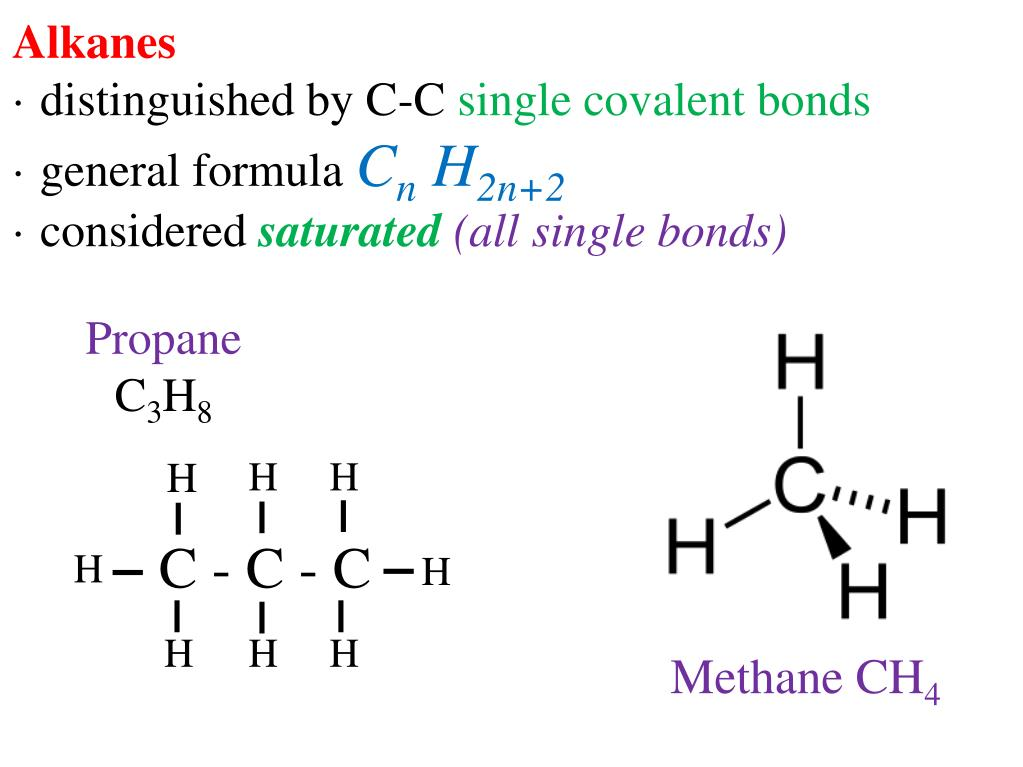 Alkanes
· distinguished by C-C single covalent bonds
· general formula Cₙ H₂ₙ₊₂
· considered saturated (all single bonds)
Propane
C₃H₈
H H H
H – C - C - C – H
H H H
H
C
H
H
H
Methane CH₄